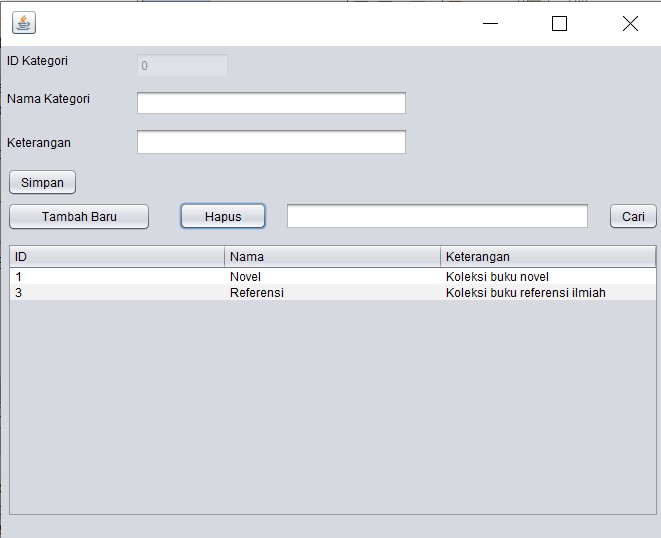 ID Kategori 0
Nama Kategori
Keterangan
Simpan
Tambah Baru Hapus Cari
ID Nama Keterangan
1 Novel Koleksi buku novel
3 Referensi Koleksi buku referensi ilmiah